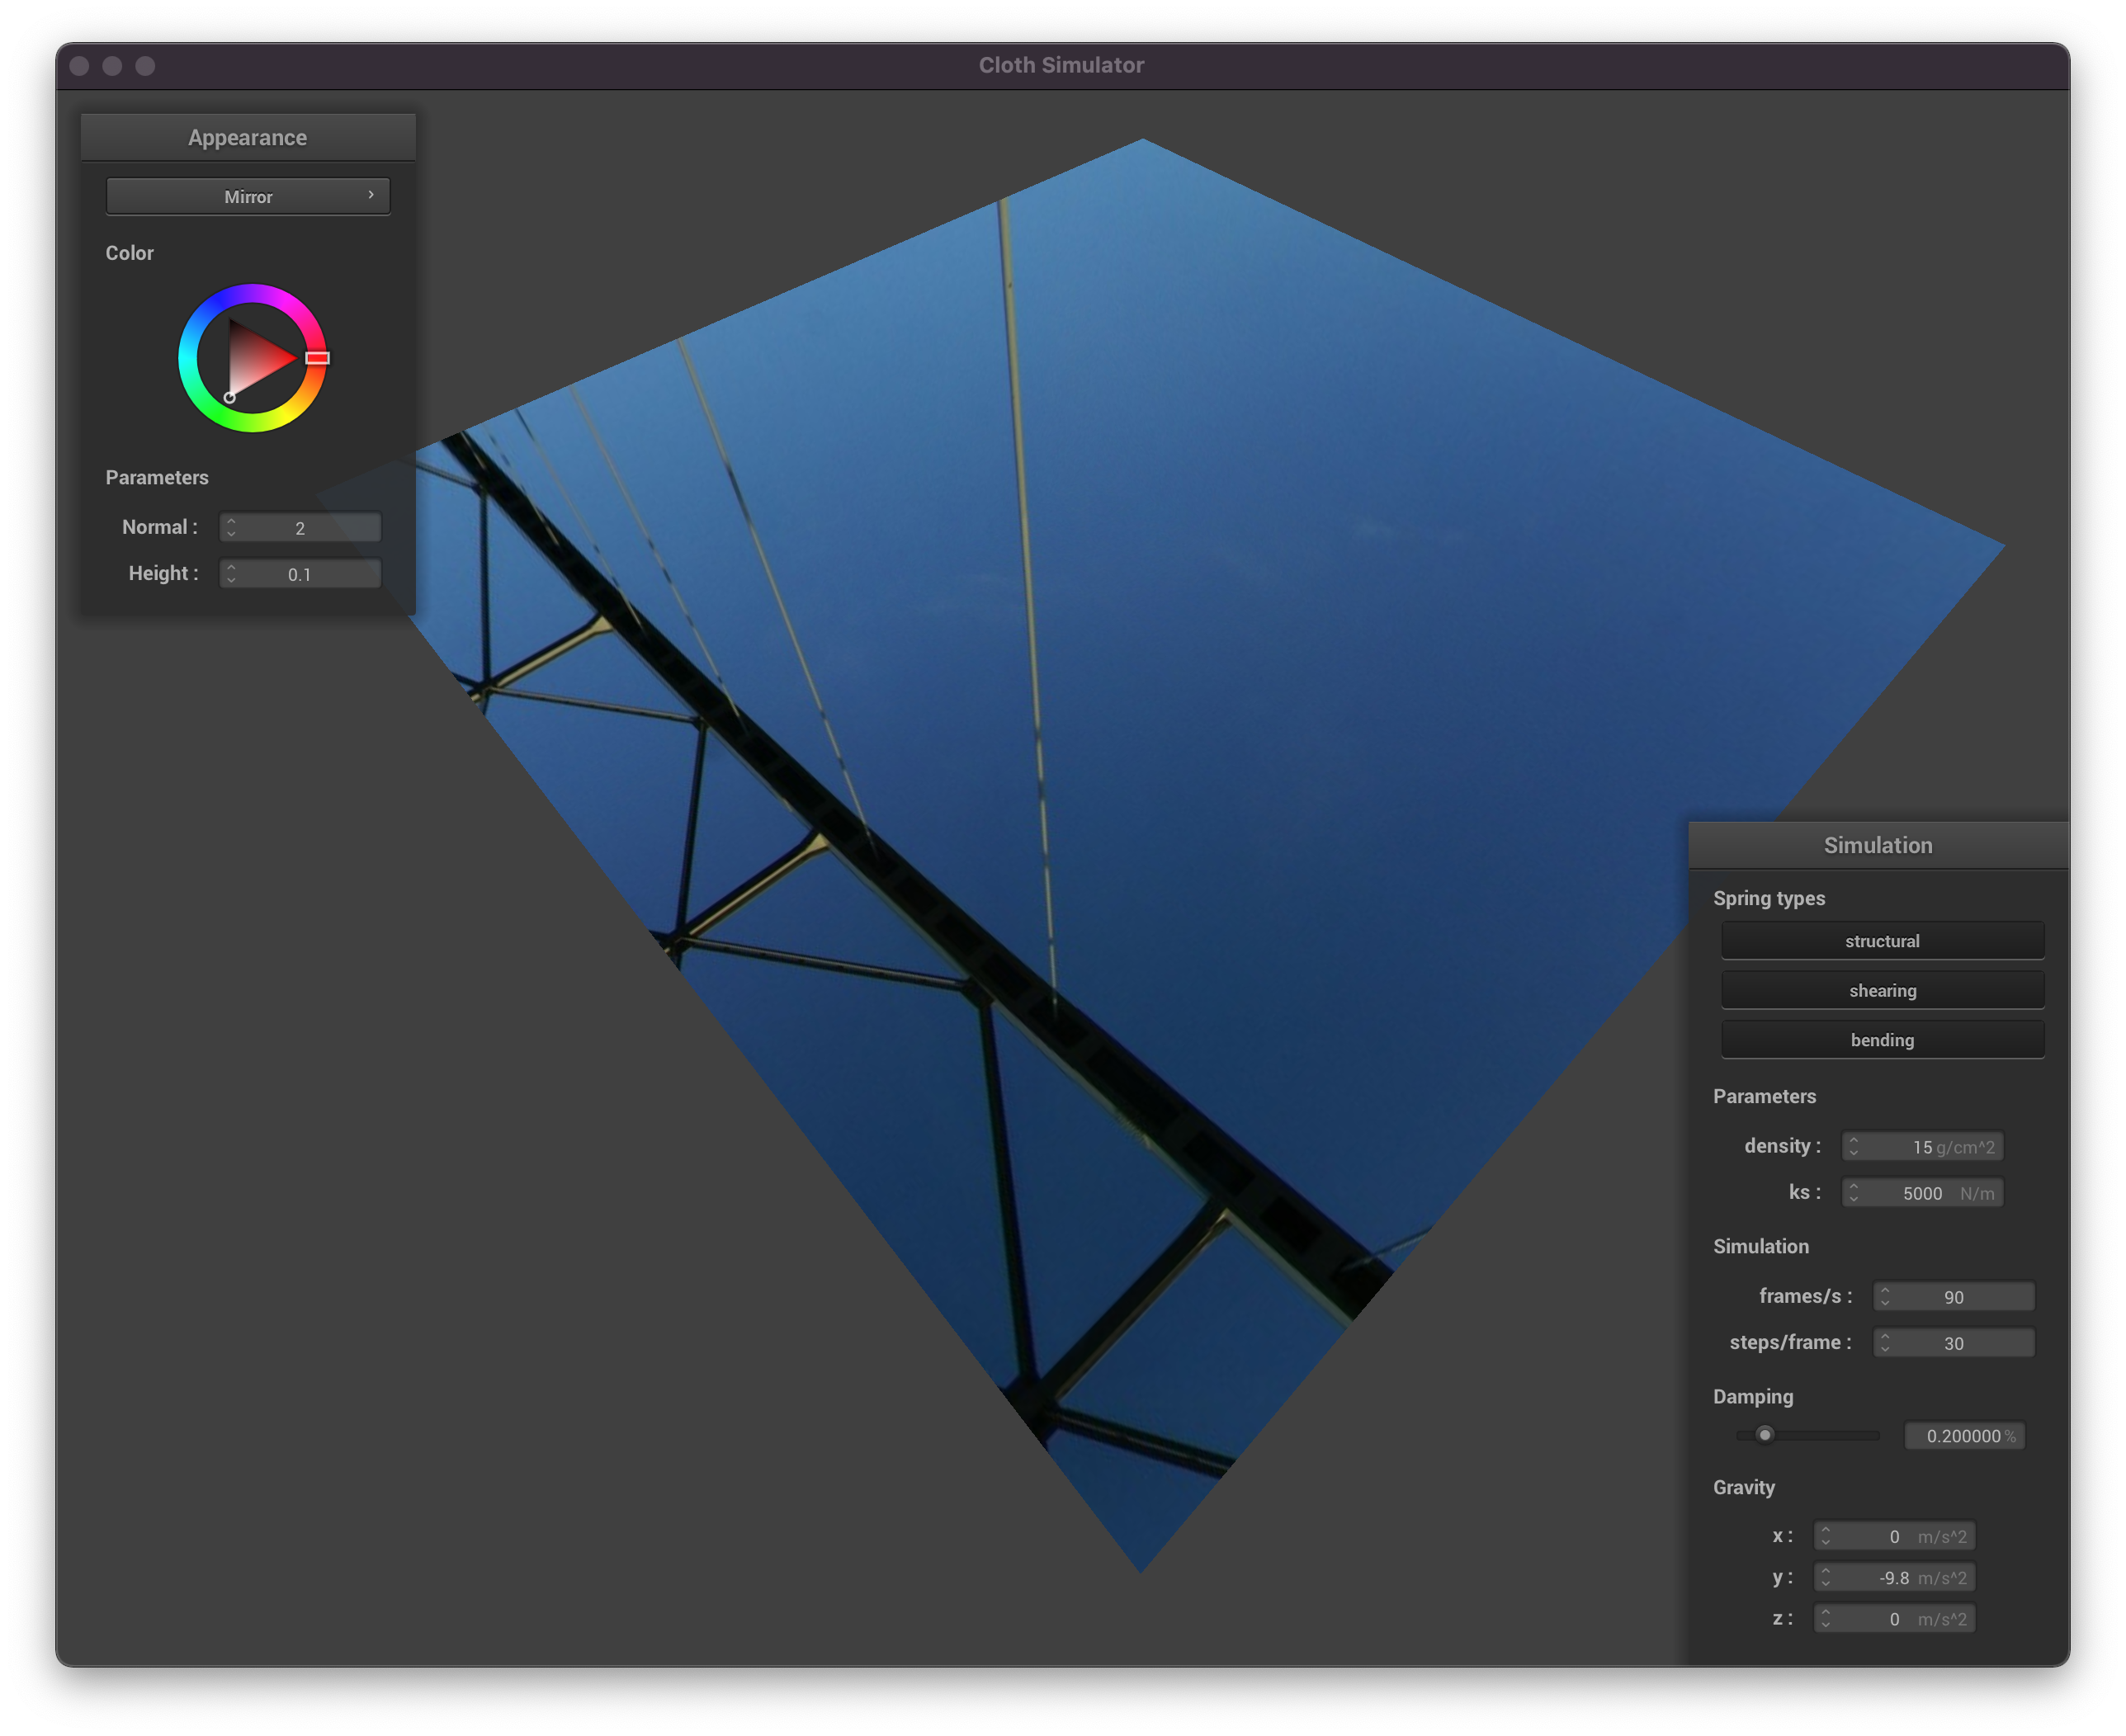 Cloth Simulator
Appearance
Mirror
Color
Parameters
Normal : 2
Height : 0.1
Simulation
Spring types
structural
shearing
bending
Parameters
density : 15 g/cm^2
ks : 5000 N/m
Simulation
frames/s : 90
steps/frame : 30
Damping
0.200000 %
Gravity
x : 0 m/s^2
y : -9.8 m/s^2
z : 0 m/s^2